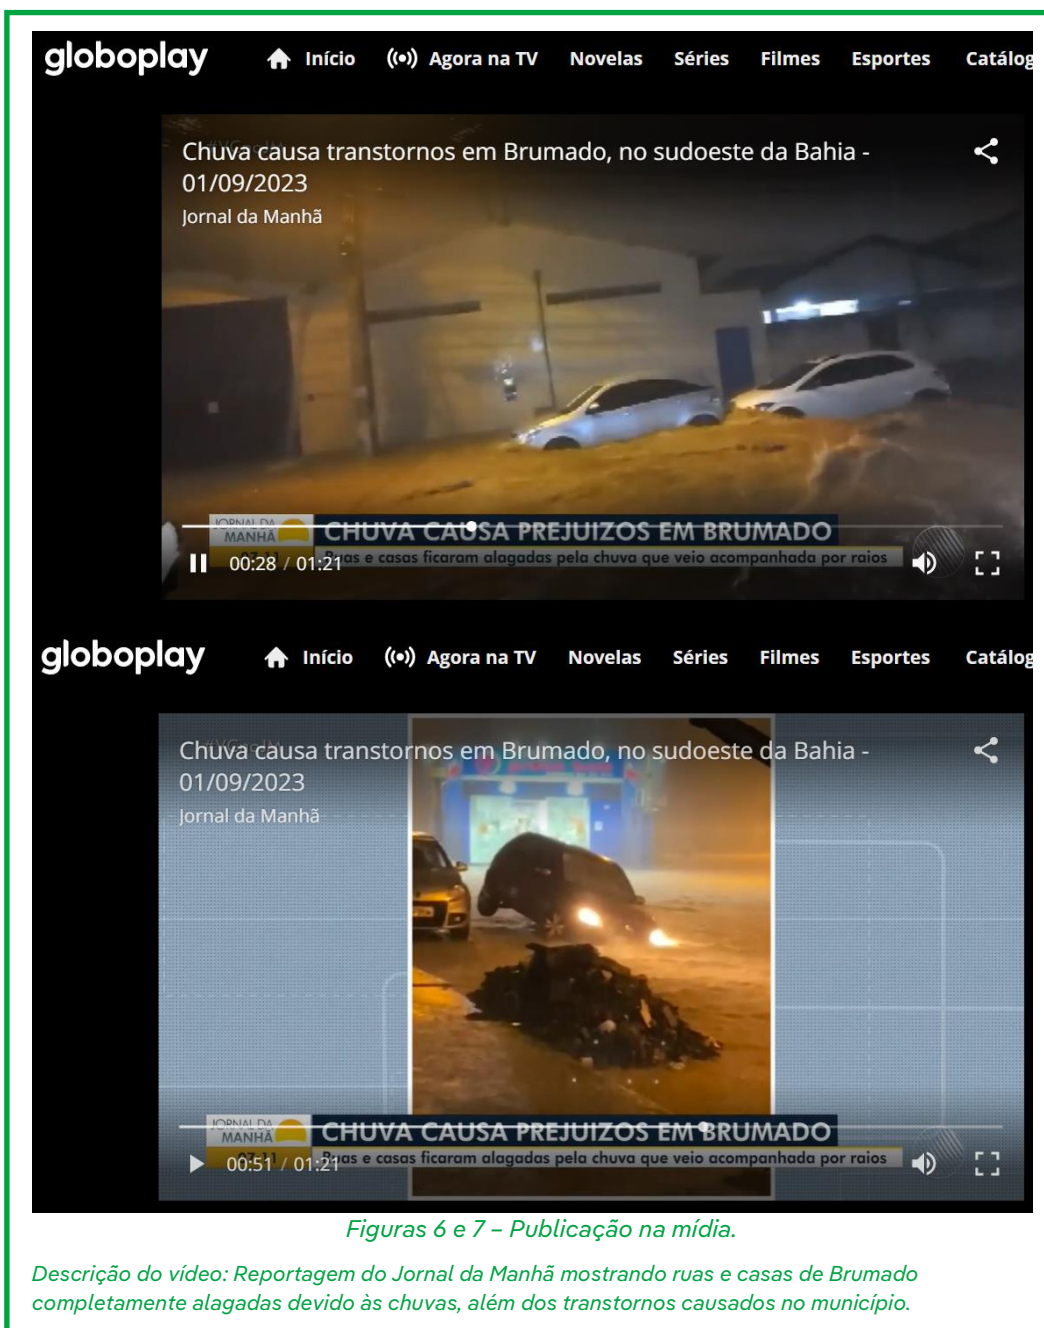 globoplay Início Agora na TV Novelas Séries Filmes Esportes Catálog
Chuva causa transtornos em Brumado, no sudoeste da Bahia -
01/09/2023
Jornal da Manhã
JORNAL DA
MANHÃ
07:11
CHUVA CAUSA PREJUIZOS EM BRUMADO
Ruas e casas ficaram alagadas pela chuva que veio acompanhada por raios
00:28 / 01:21
globoplay Início Agora na TV Novelas Séries Filmes Esportes Catálog
Chuva causa transtornos em Brumado, no sudoeste da Bahia -
01/09/2023
Jornal da Manhã
JORNAL DA
MANHÃ
07:11
CHUVA CAUSA PREJUIZOS EM BRUMADO
Ruas e casas ficaram alagadas pela chuva que veio acompanhada por raios
00:51 / 01:21
Figuras 6 e 7 – Publicação na mídia.
Descrição do vídeo: Reportagem do Jornal da Manhã mostrando ruas e casas de Brumado
completamente alagadas devido às chuvas, além dos transtornos causados no município.